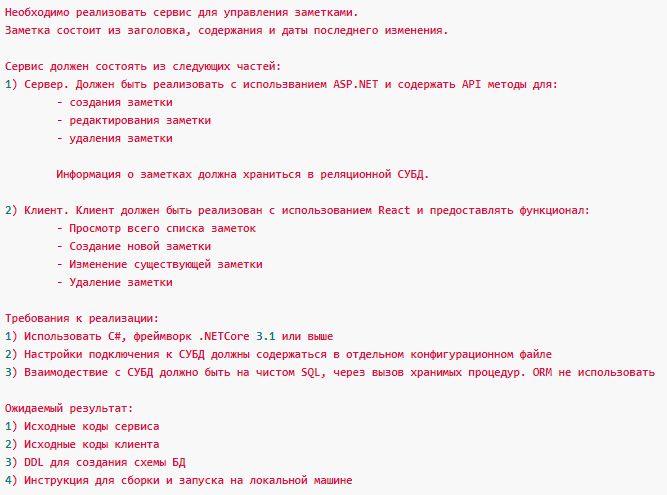 Необходимо реализовать сервис для управления заметками.
Заметка состоит из заголовка, содержания и даты последнего изменения.
Сервис должен состоять из следующих частей:
1) Сервер. Должен быть реализовать с использванием ASP.NET и содержать API методы для:
- создания заметки
- редактирования заметки
- удаления заметки
Информация о заметках должна храниться в реляционной СУБД.
2) Клиент. Клиент должен быть реализован с использованием React и предоставлять функционал:
- Просмотр всего списка заметок
- Создание новой заметки
- Изменение существующей заметки
- Удаление заметки
Требования к реализации:
1) Использовать C#, фреймворк .NETCore 3.1 или выше
2) Настройки подключения к СУБД должны содержаться в отдельном конфигурационном файле
3) Взаимодествие с СУБД должно быть на чистом SQL, через вызов хранимых процедур. ORM не использовать
Ожидаемый результат:
1) Исходные коды сервиса
2) Исходные коды клиента
3) DDL для создания схемы БД
4) Инструкция для сборки и запуска на локальной машине